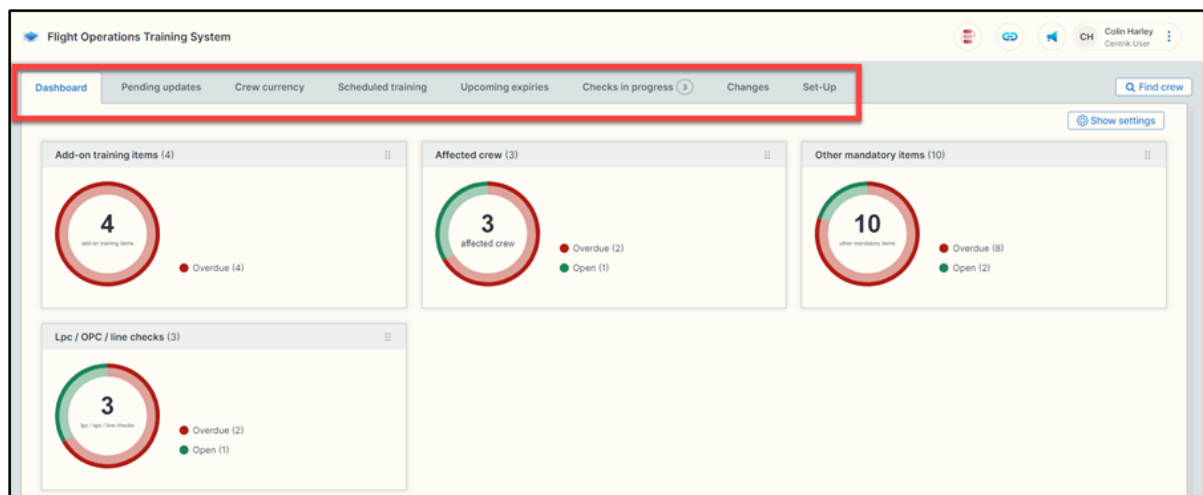 Flight Operations Training System
CH
Colin Harley
Centrik User
Dashboard
Pending updates
Crew currency
Scheduled training
Upcoming expiries
Checks in progress 3
Changes
Set-Up
Find crew
Show settings
Add-on training items (4)
4
add-on training items
Overdue (4)
Affected crew (3)
3
affected crew
Overdue (2)
Open (1)
Other mandatory items (10)
10
other mandatory items
Overdue (8)
Open (2)
Lpc / OPC / line checks (3)
3
lpc / opc / line checks
Overdue (2)
Open (1)